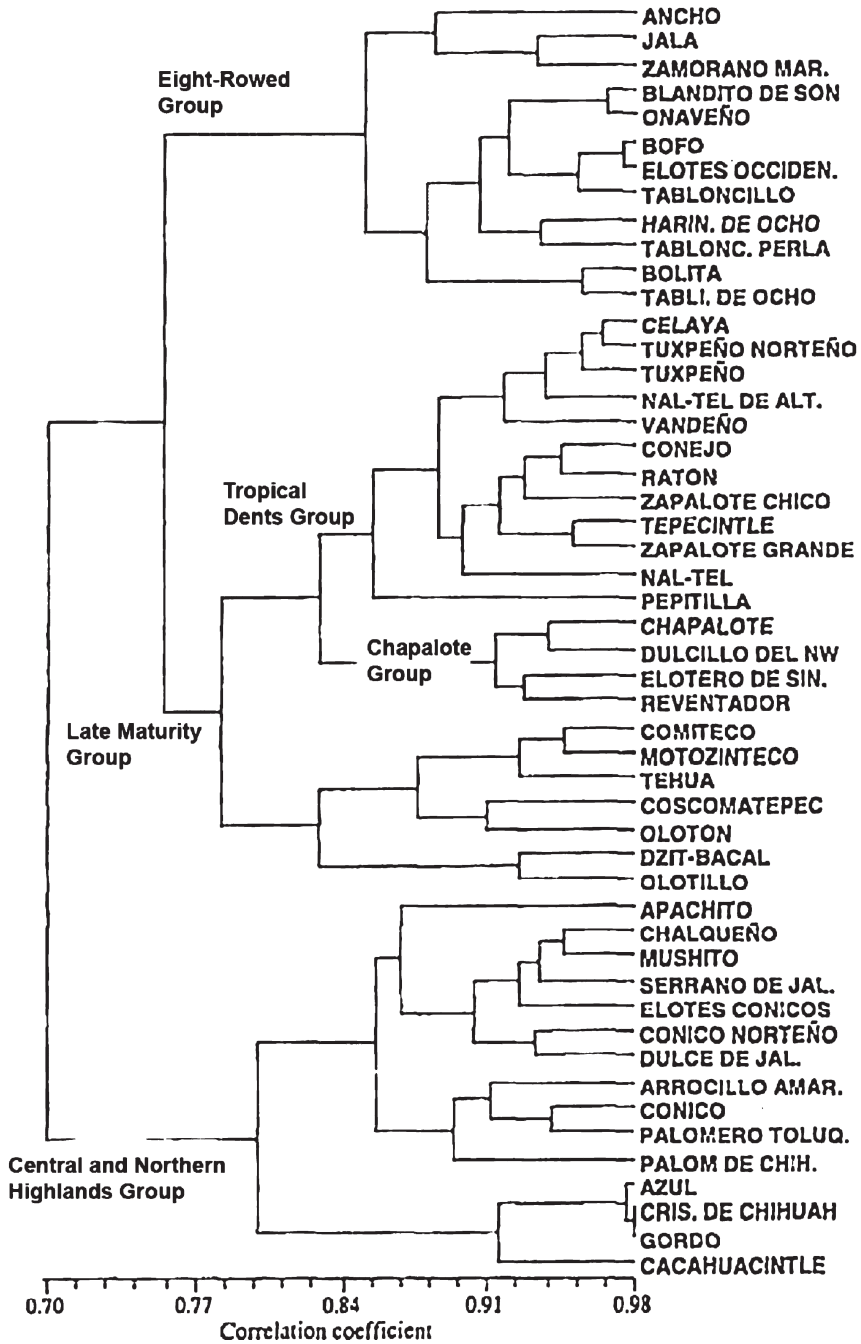 ANCHO
JALA
ZAMORANO MAR.
Eight-Rowed
Group
BLANDITO DE SON
ONAVEÑO
BOFO
ELOTES OCCIDEN.
TABLONCILLO
HARIN. DE OCHO
TABLONC. PERLA
BOLITA
TABLI. DE OCHO
CELAYA
TUXPEÑO NORTEÑO
TUXPEÑO
NAL-TEL DE ALT.
VANDEÑO
CONEJO
RATON
Tropical
Dents Group
ZAPALOTE CHICO
TEPECINTLE
ZAPALOTE GRANDE
NAL-TEL
PEPITILLA
CHAPALOTE
Chapalote
Group
DULCILLO DEL NW
ELOTERO DE SIN.
REVENTADOR
Late Maturity
Group
COMITECO
MOTOZINTECO
TEHUA
COSCOMATEPEC
OLOTON
DZIT-BACAL
OLOTILLO
APACHITO
CHALQUEÑO
MUSHITO
SERRANO DE JAL.
ELOTES CONICOS
CONICO NORTEÑO
DULCE DE JAL.
ARROCILLO AMAR.
CONICO
PALOMERO TOLUQ.
PALOM DE CHIH.
Central and Northern
Highlands Group
AZUL
CRIS. DE CHIHUAH
GORDO
CACAHUACINTLE
0.70 0.77 0.84 0.91 0.98
Correlation coefficient